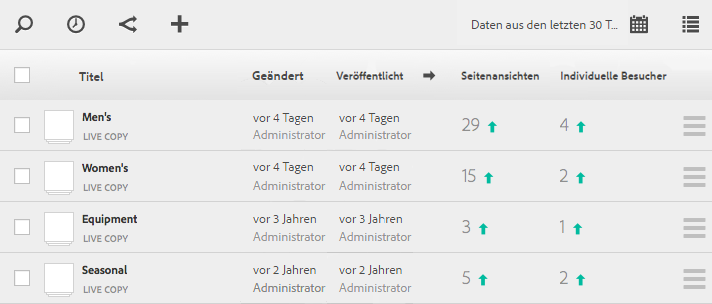 Daten aus den letzten 30 T...
Titel Geändert Veröffentlicht Seitenansichten Individuelle Besucher
Men's vor 4 Tagen vor 4 Tagen 29 4
LIVE COPY Administrator Administrator
Women's vor 4 Tagen vor 4 Tagen 15 2
LIVE COPY Administrator Administrator
Equipment vor 3 Jahren vor 3 Jahren 3 1
LIVE COPY Administrator Administrator
Seasonal vor 2 Jahren vor 2 Jahren 5 2
LIVE COPY Administrator Administrator